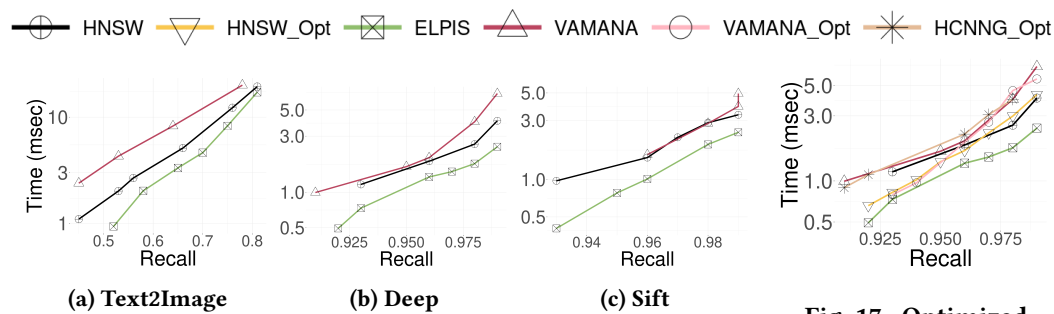 HNSW HNSW_Opt ELPIS VAMANA VAMANA_Opt HCNNG_Opt
Time (msec)
10
3
1
0.5 0.6 0.7 0.8
Recall
(a) Text2Image
5.0
3.0
1.0
0.5
0.925 0.950 0.975
Recall
(b) Deep
5.0
3.0
1.0
0.5
0.94 0.96 0.98
Recall
(c) Sift
Time (msec)
5.0
3.0
1.0
0.5
0.925 0.950 0.975
Recall
Fig. 17. Optimized